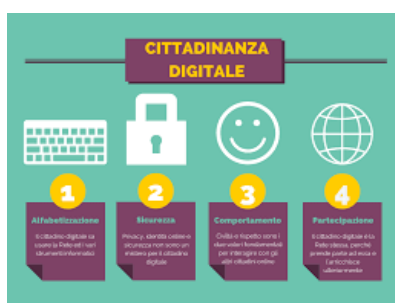 CITTADINANZA
DIGITALE
1
Alfabetizzazione
Il cittadino digitale sa
usare la Rete ed i vari
strumenti informatici
2
Sicurezza
Privacy, identità online e
sicurezza non sono un
mistero per il cittadino
digitale
3
Comportamento
Civiltà e rispetto sono i
due valori fondamentali
per interagire con gli
altri cittadini online
4
Partecipazione
Il cittadino digitale è la
Rete stessa, perché
prende parte ad essa e
l'arricchisce
ulteriormente